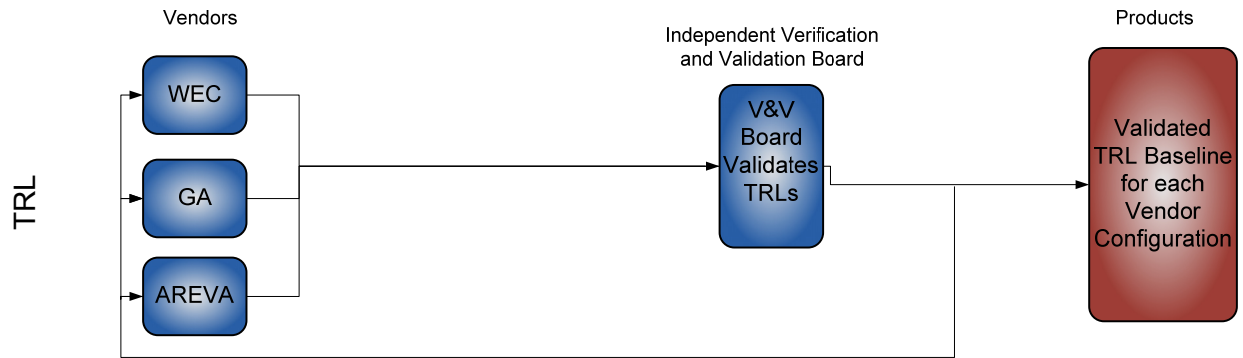 Vendors
Products
Independent Verification
and Validation Board
TRL
WEC
GA
AREVA
V&V
Board
Validates
TRLs
Validated
TRL Baseline
for each
Vendor
Configuration